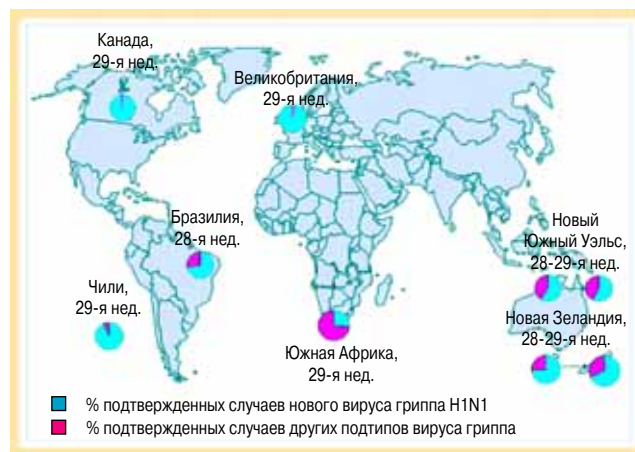 Канада,
29-я нед.
Великобритания,
29-я нед.
Бразилия,
28-я нед.
Чили,
29-я нед.
Южная Африка,
29-я нед.
Новый
Южный Уэльс,
28-29-я нед.
Новая Зеландия,
28-29-я нед.
% подтвержденных случаев нового вируса гриппа H1N1
% подтвержденных случаев других подтипов вируса гриппа